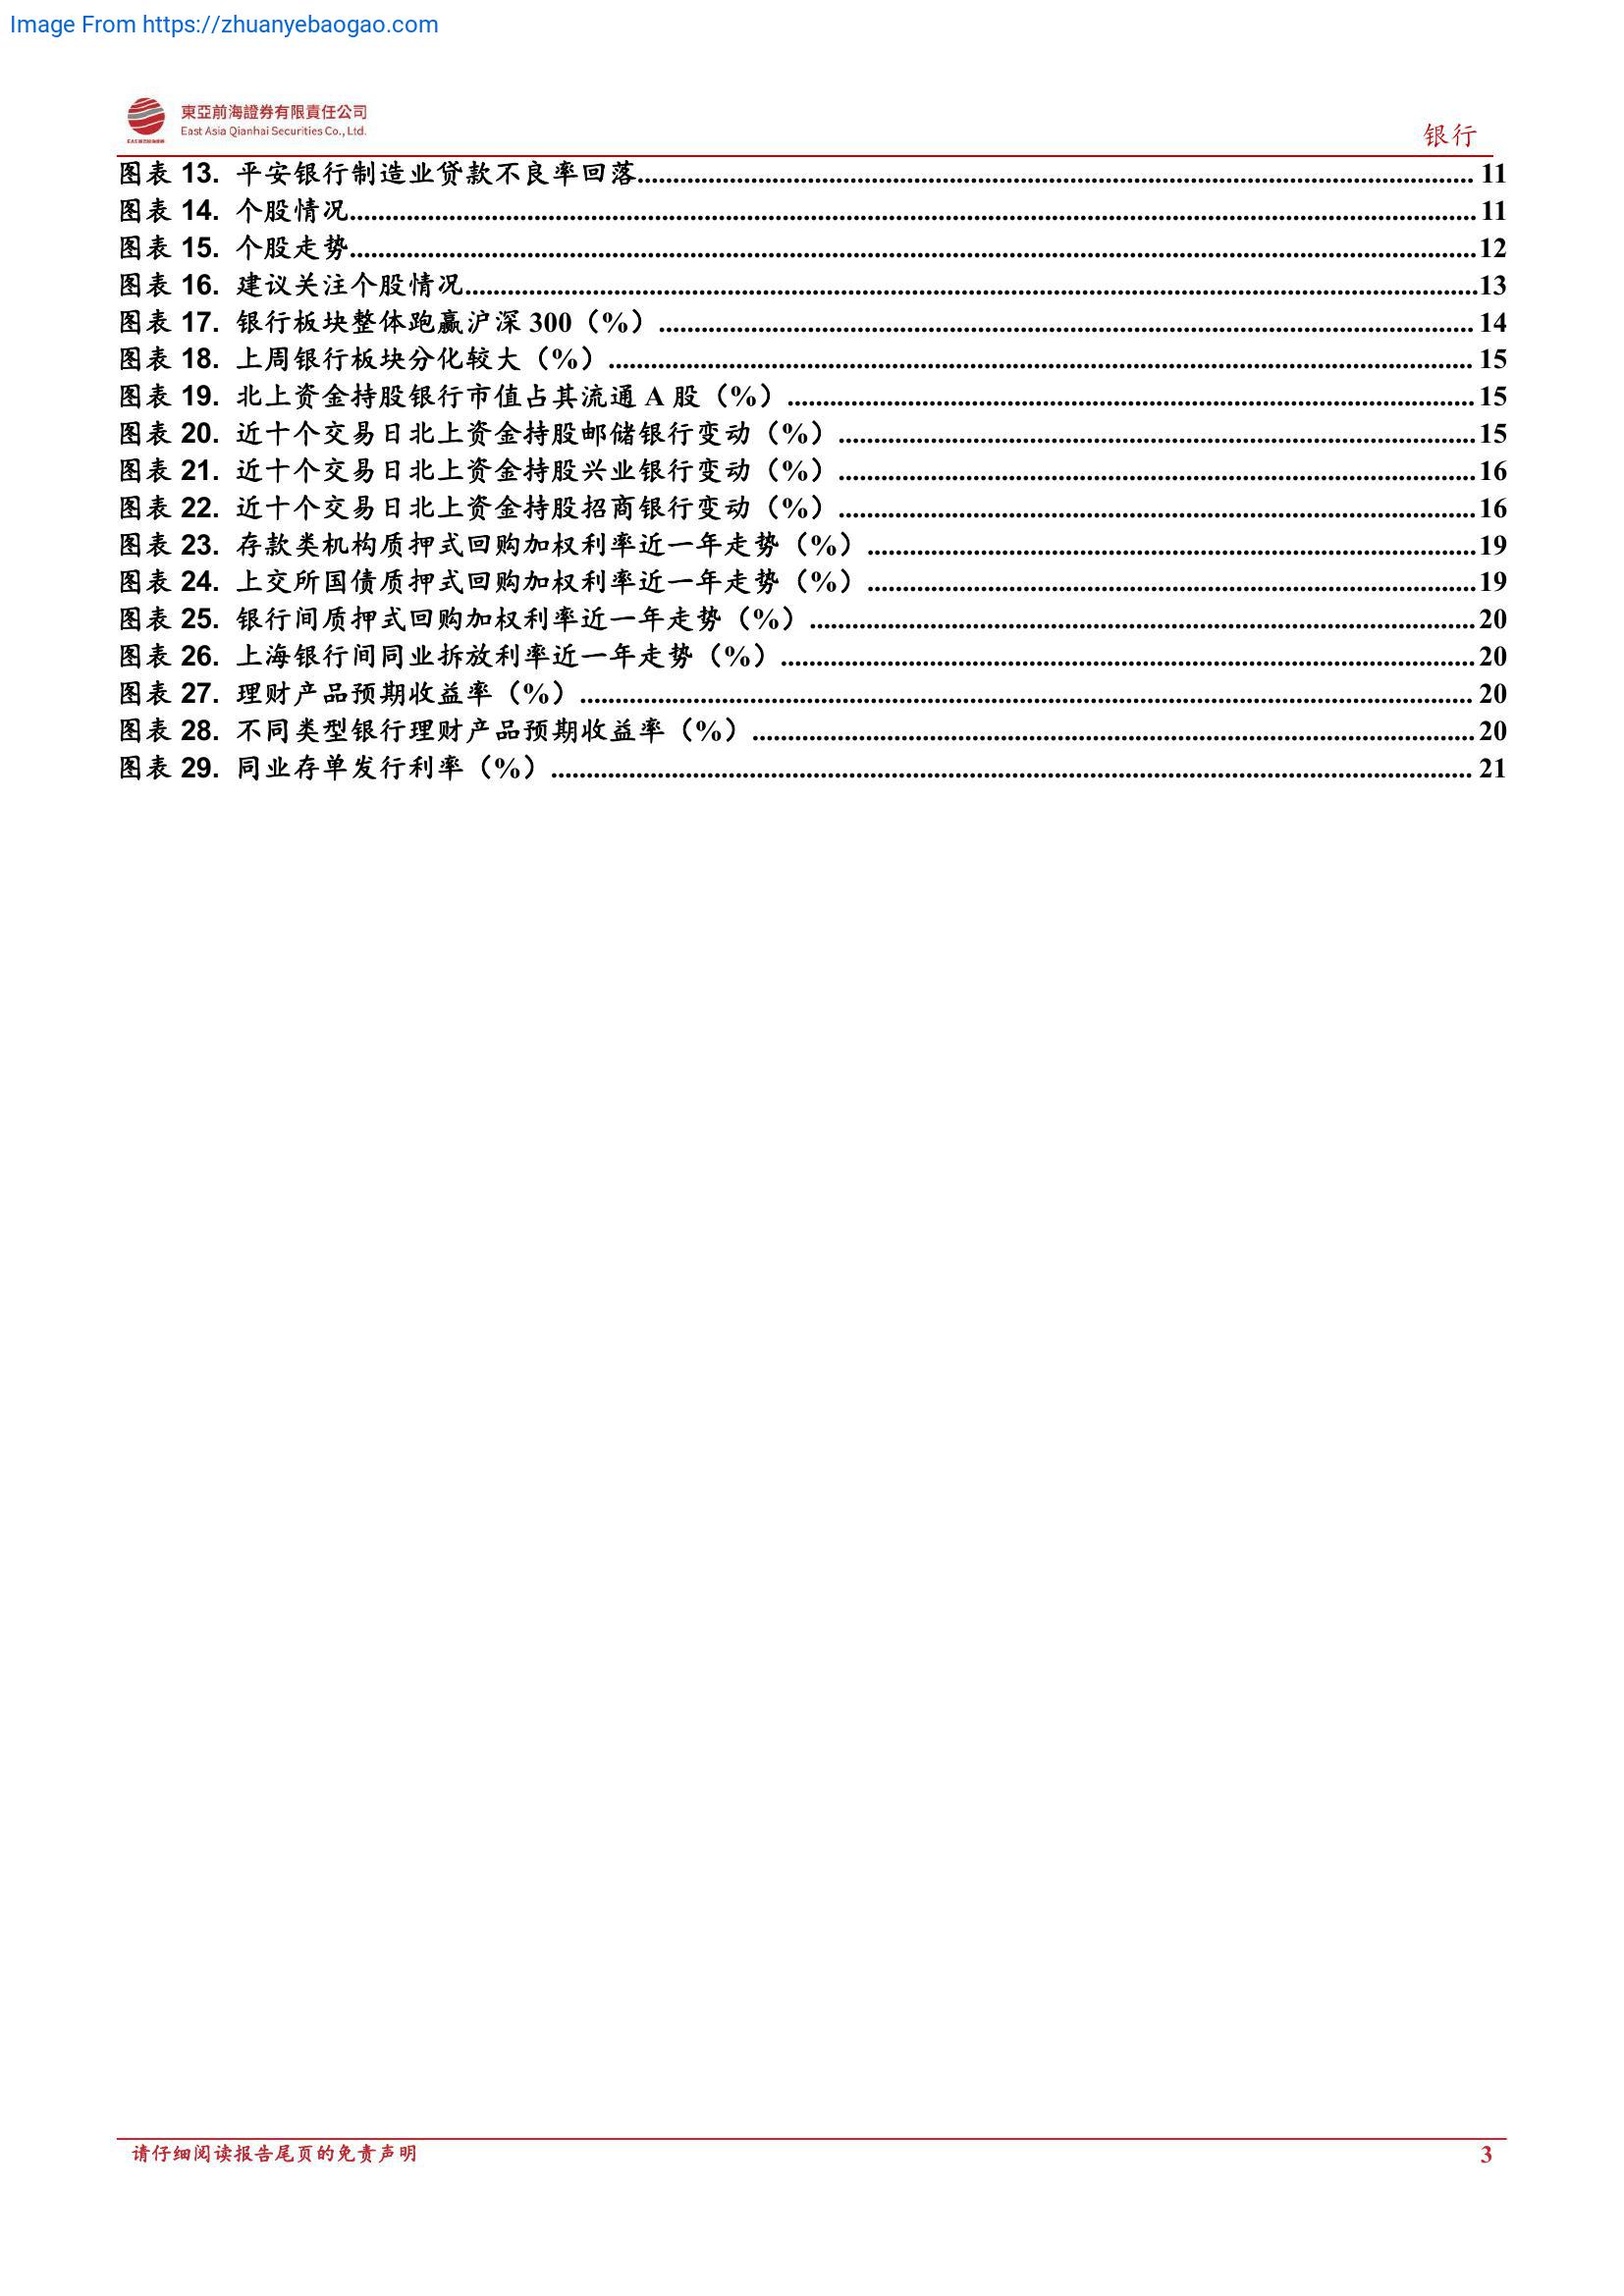 Image From https://zhuanyebaogao.com
東亞前海證券有限責任公司
East Asia Qianhai Securities Co., Ltd.
银行
图表 13. 平安银行制造业贷款不良率回落 11
图表 14. 个股情况 11
图表 15. 个股走势 12
图表 16. 建议关注个股情况 13
图表 17. 银行板块整体跑赢沪深 300（%） 14
图表 18. 上周银行板块分化较大（%） 15
图表 19. 北上资金持股银行市值占其流通 A 股（%） 15
图表 20. 近十个交易日北上资金持股邮储银行变动（%） 15
图表 21. 近十个交易日北上资金持股兴业银行变动（%） 16
图表 22. 近十个交易日北上资金持股招商银行变动（%） 16
图表 23. 存款类机构质押式回购加权利率近一年走势（%） 19
图表 24. 上交所国债质押式回购加权利率近一年走势（%） 19
图表 25. 银行间质押式回购加权利率近一年走势（%） 20
图表 26. 上海银行间同业拆放利率近一年走势（%） 20
图表 27. 理财产品预期收益率（%） 20
图表 28. 不同类型银行理财产品预期收益率（%） 20
图表 29. 同业存单发行利率（%） 21
请仔细阅读报告尾页的免责声明
3